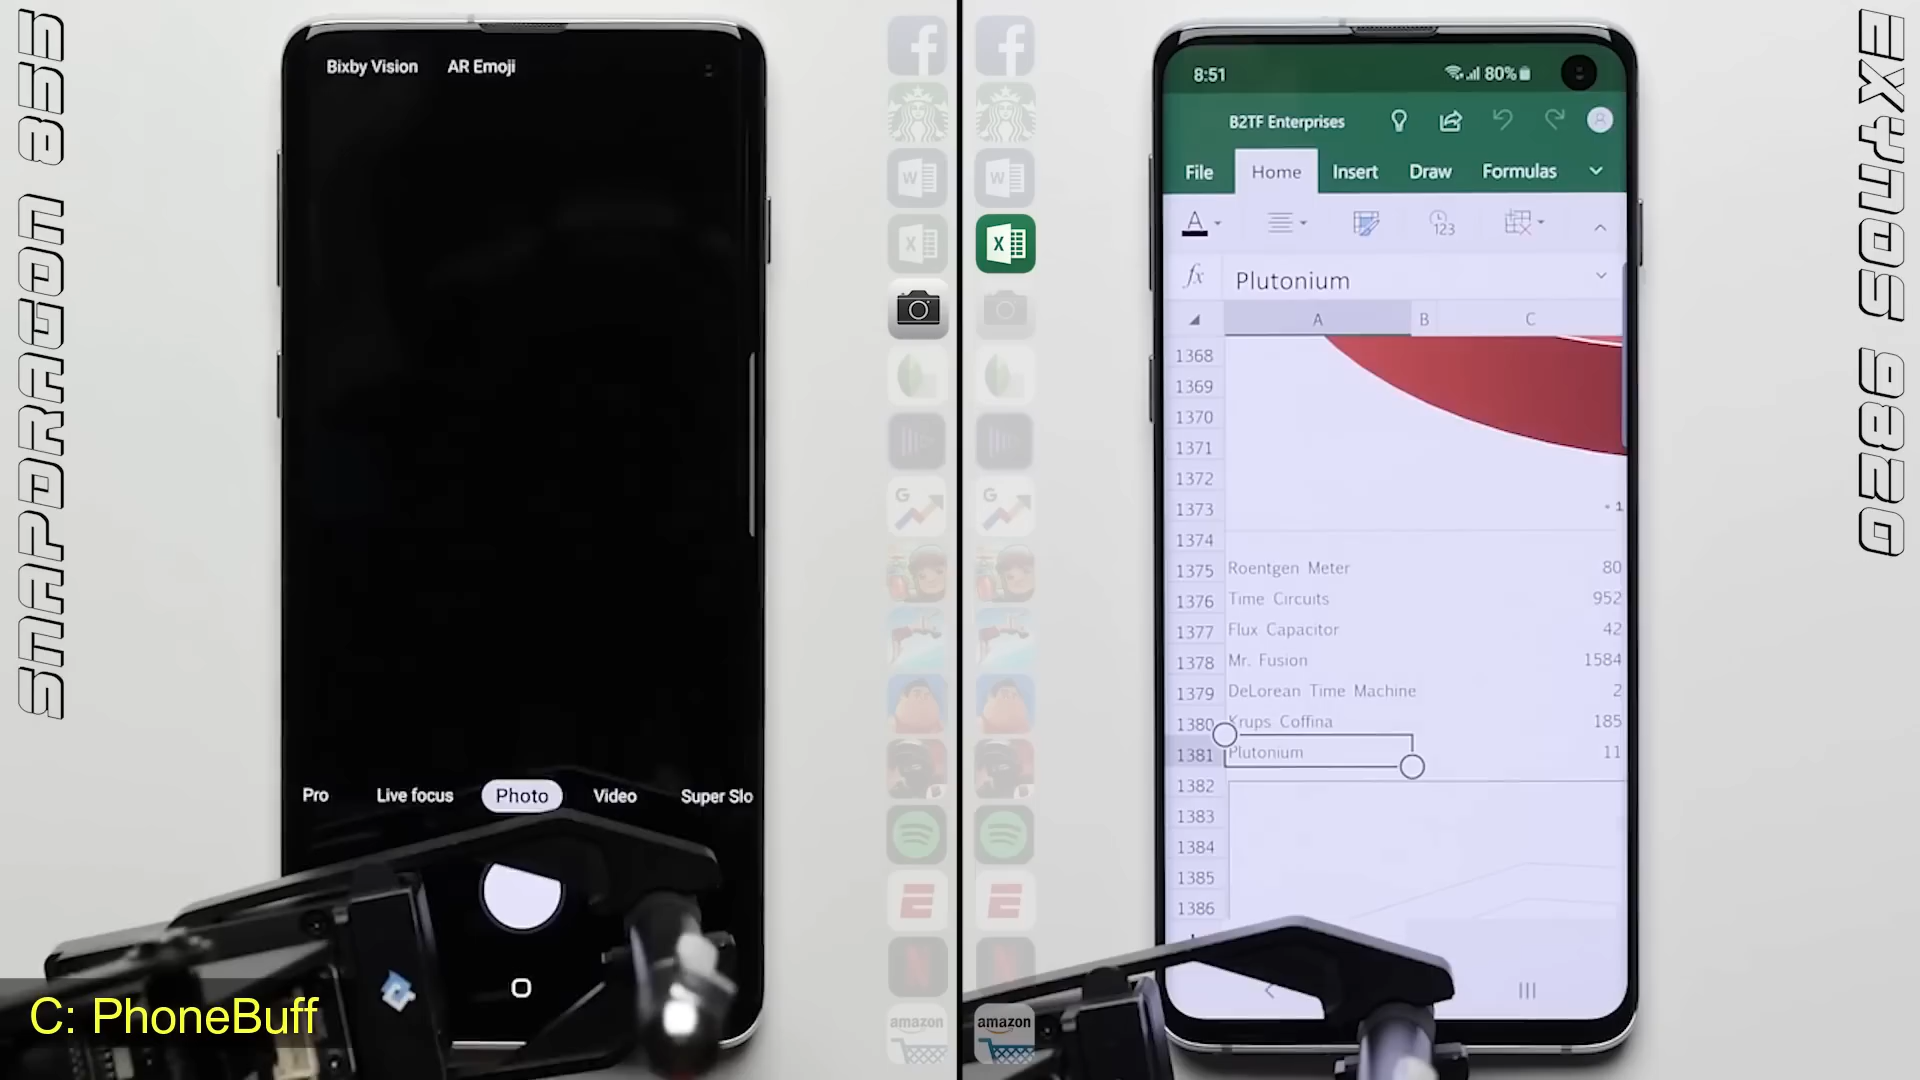 SNAPDRAGON 855
Bixby Vision AR Emoji
Pro Live focus Photo Video Super Slo
C: PhoneBuff
amazon
amazon
8:51 80%
B2TF Enterprises
File Home Insert Draw Formulas
A 123
fx Plutonium
A B C
1368
1369
1370
1371
1372
1373
1374
1375 Roentgen Meter 80
1376 Time Circuits 952
1377 Flux Capacitor 42
1378 Mr. Fusion 1584
1379 DeLorean Time Machine 2
1380 Krups Coffina 185
1381 Plutonium 11
1382
1383
1384
1385
1386
EXYNOS 9820